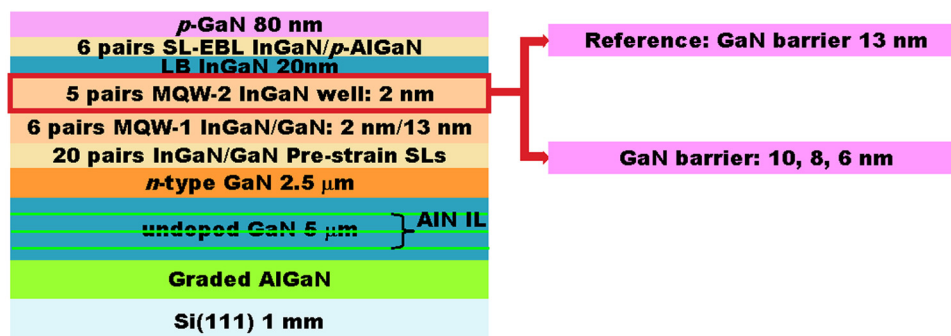 p-GaN 80 nm
6 pairs SL-EBL InGaN/p-AlGaN
LB InGaN 20nm
5 pairs MQW-2 InGaN well: 2 nm
6 pairs MQW-1 InGaN/GaN: 2 nm/13 nm
20 pairs InGaN/GaN Pre-strain SLs
n-type GaN 2.5 μm
undoped GaN 5 μm
AlN IL
Graded AlGaN
Si(111) 1 mm
Reference: GaN barrier 13 nm
GaN barrier: 10, 8, 6 nm